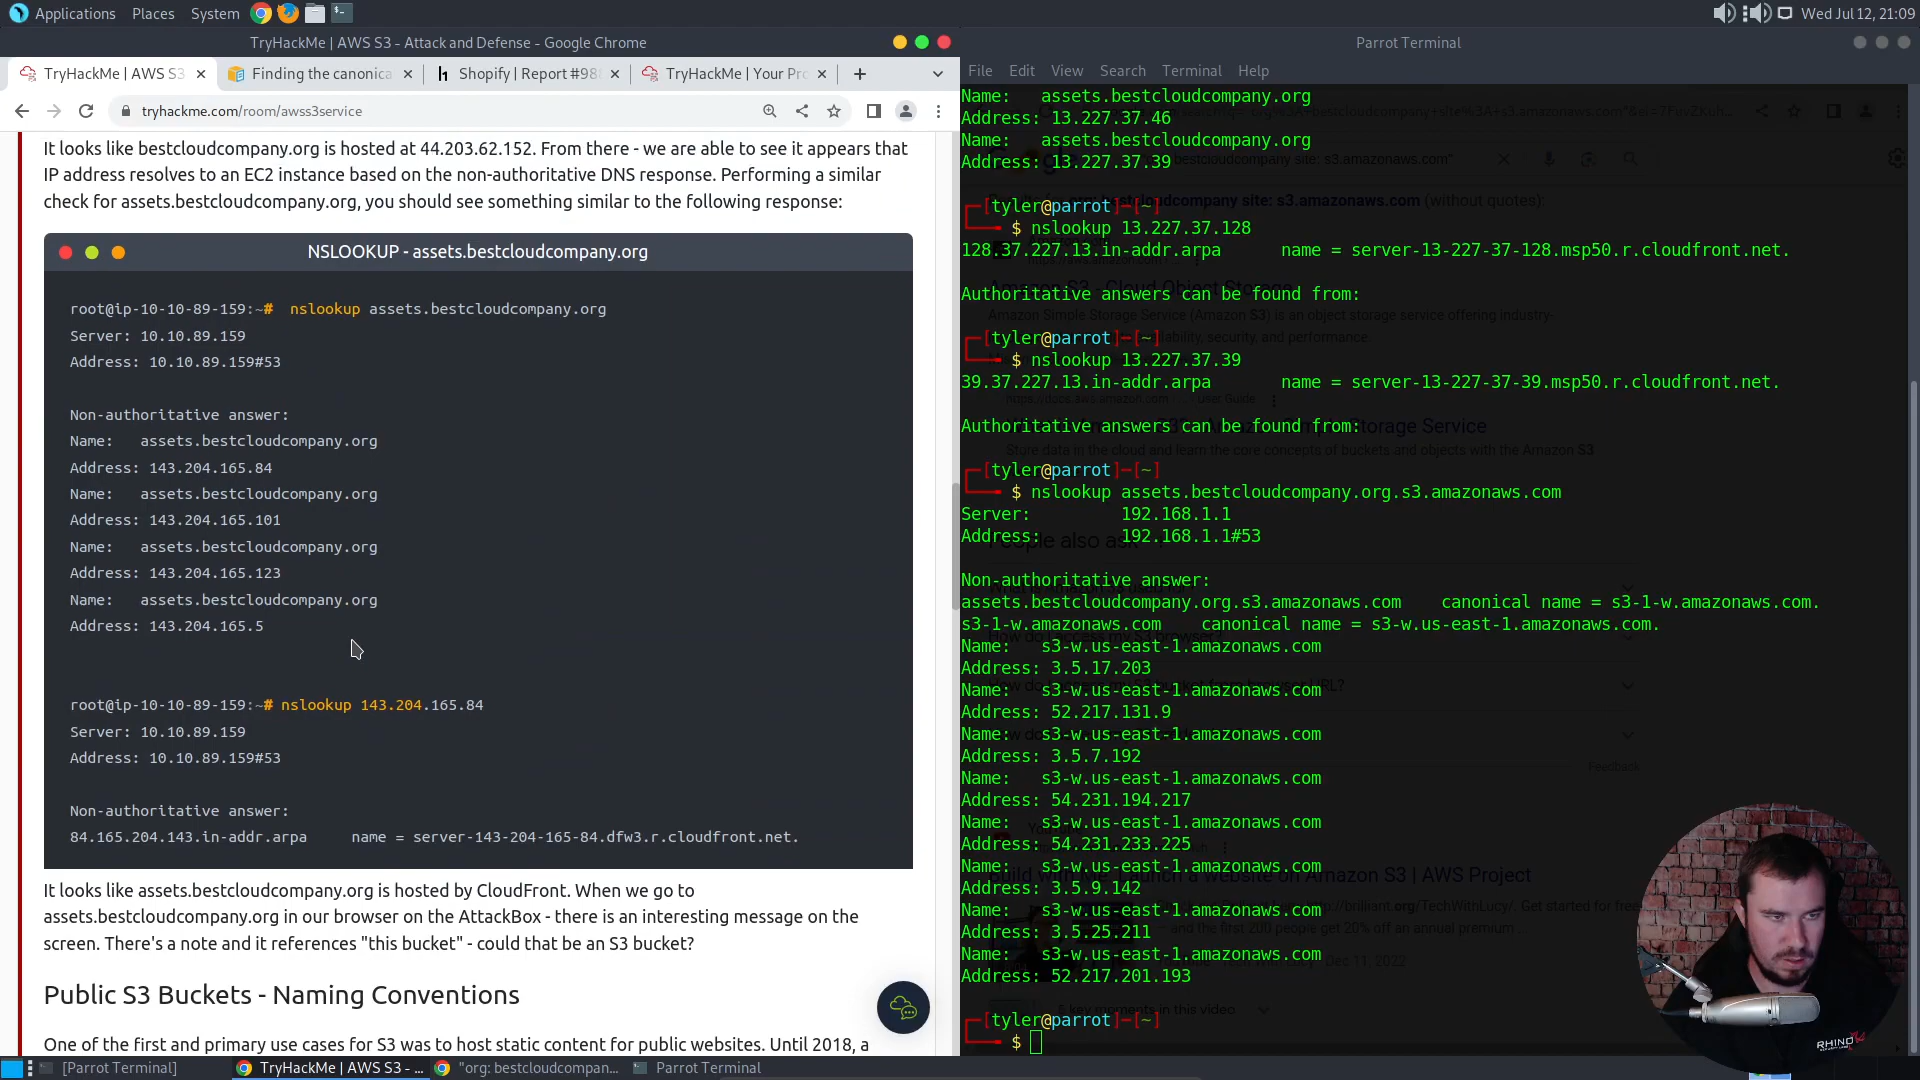 Applications Places System
Wed Jul 12, 21:09
TryHackMe | AWS S3 - Attack and Defense - Google Chrome
TryHackMe | AWS S3
Finding the canonica
Shopify | Report #98
TryHackMe | Your Pro
tryhackme.com/room/awss3service
It looks like bestcloudcompany.org is hosted at 44.203.62.152. From there - we are able to see it appears that
IP address resolves to an EC2 instance based on the non-authoritative DNS response. Performing a similar
check for assets.bestcloudcompany.org, you should see something similar to the following response:
NSLOOKUP - assets.bestcloudcompany.org
root@ip-10-10-89-159:~# nslookup assets.bestcloudcompany.org
Server: 10.10.89.159
Address: 10.10.89.159#53
Non-authoritative answer:
Name: assets.bestcloudcompany.org
Address: 143.204.165.84
Name: assets.bestcloudcompany.org
Address: 143.204.165.101
Name: assets.bestcloudcompany.org
Address: 143.204.165.123
Name: assets.bestcloudcompany.org
Address: 143.204.165.5
root@ip-10-10-89-159:~# nslookup 143.204.165.84
Server: 10.10.89.159
Address: 10.10.89.159#53
Non-authoritative answer:
84.165.204.143.in-addr.arpa name = server-143-204-165-84.dfw3.r.cloudfront.net.
It looks like assets.bestcloudcompany.org is hosted by CloudFront. When we go to
assets.bestcloudcompany.org in our browser on the AttackBox - there is an interesting message on the
screen. There's a note and it references "this bucket" - could that be an S3 bucket?
Public S3 Buckets - Naming Conventions
One of the first and primary use cases for S3 was to host static content for public websites. Until 2018, a
Parrot Terminal
File Edit View Search Terminal Help
Name: assets.bestcloudcompany.org
Address: 13.227.37.46
Name: assets.bestcloudcompany.org
Address: 13.227.37.39
[tyler@parrot]─[~]
$ nslookup 13.227.37.128
128.37.227.13.in-addr.arpa name = server-13-227-37-128.msp50.r.cloudfront.net.
Authoritative answers can be found from:
[tyler@parrot]─[~]
$ nslookup 13.227.37.39
39.37.227.13.in-addr.arpa name = server-13-227-37-39.msp50.r.cloudfront.net.
Authoritative answers can be found from:
[tyler@parrot]─[~]
$ nslookup assets.bestcloudcompany.org.s3.amazonaws.com
Server: 192.168.1.1
Address: 192.168.1.1#53
Non-authoritative answer:
assets.bestcloudcompany.org.s3.amazonaws.com canonical name = s3-1-w.amazonaws.com.
s3-1-w.amazonaws.com canonical name = s3-w.us-east-1.amazonaws.com.
Name: s3-w.us-east-1.amazonaws.com
Address: 3.5.17.203
Name: s3-w.us-east-1.amazonaws.com
Address: 52.217.131.9
Name: s3-w.us-east-1.amazonaws.com
Address: 3.5.7.192
Name: s3-w.us-east-1.amazonaws.com
Address: 54.231.194.217
Name: s3-w.us-east-1.amazonaws.com
Address: 54.231.233.225
Name: s3-w.us-east-1.amazonaws.com
Address: 3.5.9.142
Name: s3-w.us-east-1.amazonaws.com
Address: 3.5.25.211
Name: s3-w.us-east-1.amazonaws.com
Address: 52.217.201.193
[tyler@parrot]─[~]
$
RHINO
[Parrot Terminal]
TryHackMe | AWS S3 - ...
"org: bestcloudcompan...
Parrot Terminal